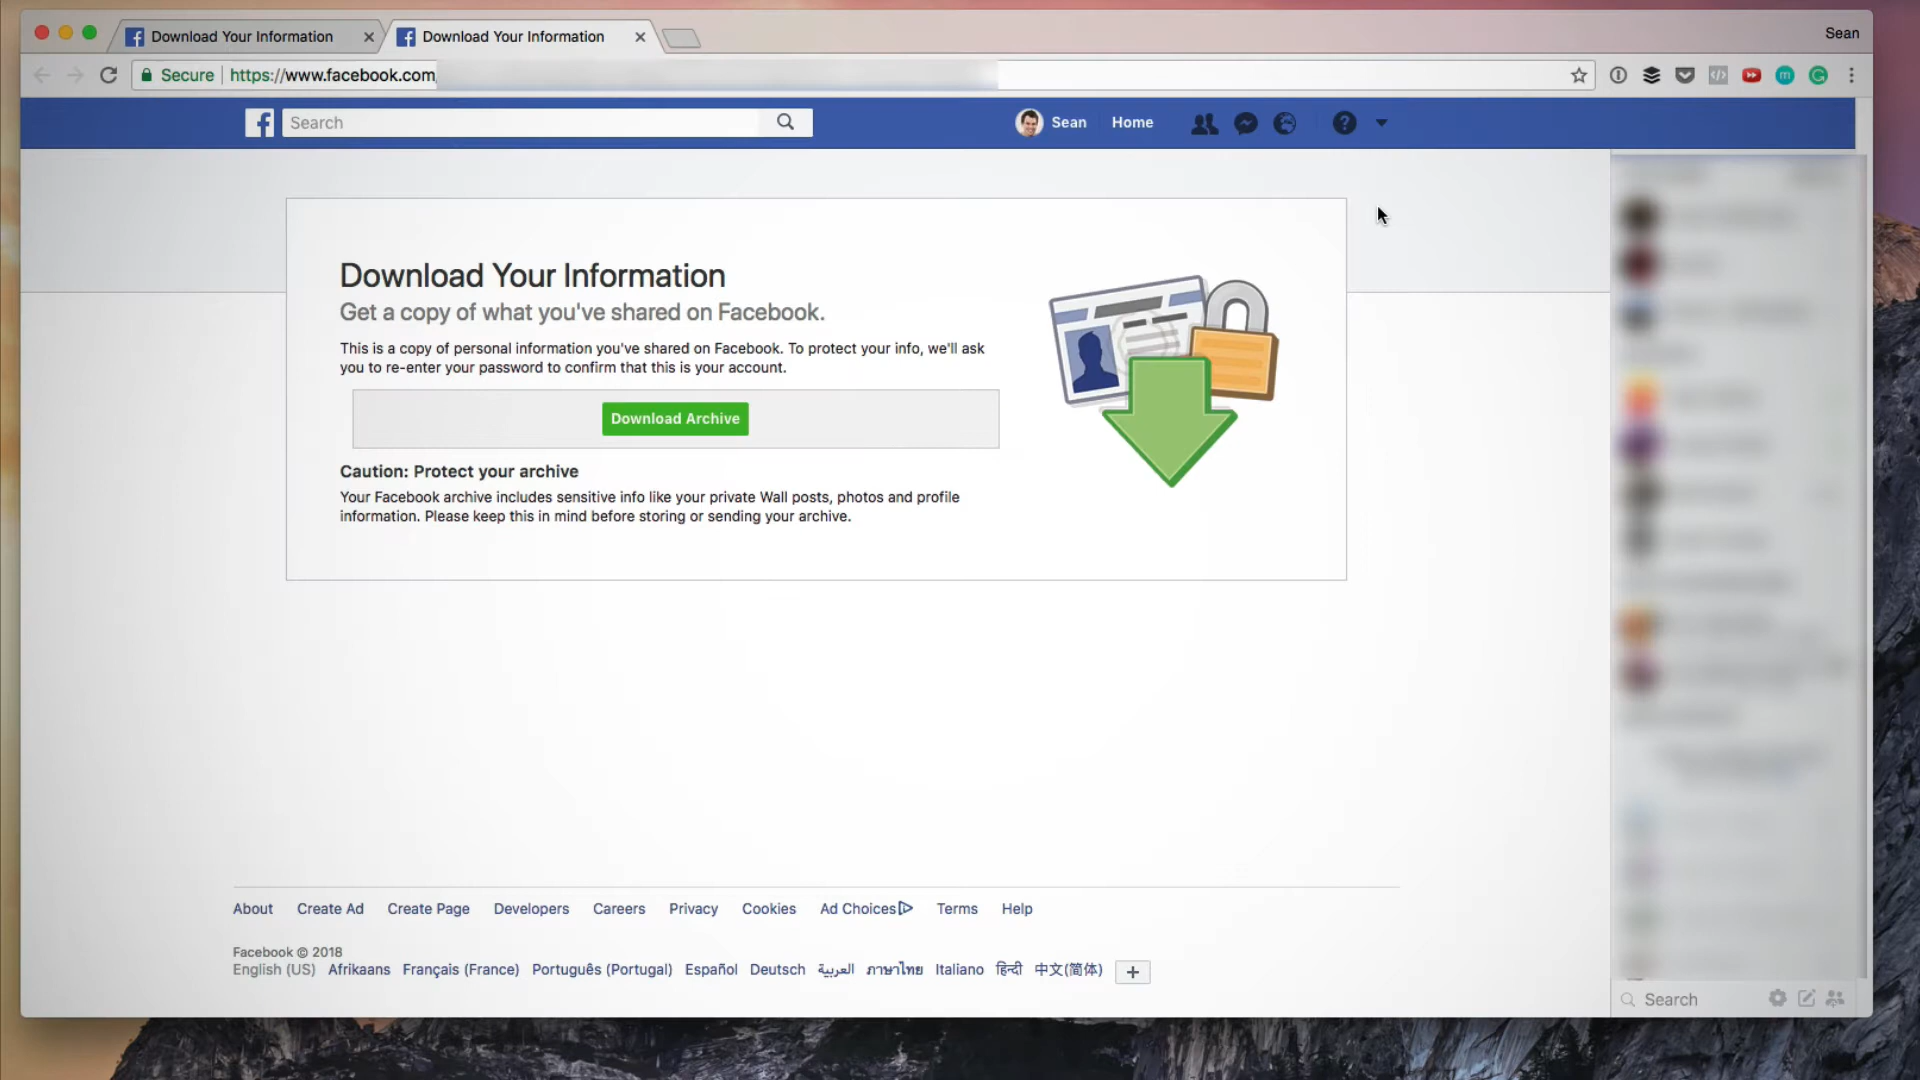 Download Your Information
Download Your Information
Sean
Secure https://www.facebook.com
Search
Sean Home
Download Your Information
Get a copy of what you've shared on Facebook.
This is a copy of personal information you've shared on Facebook. To protect your info, we'll ask
you to re-enter your password to confirm that this is your account.
Download Archive
Caution: Protect your archive
Your Facebook archive includes sensitive info like your private Wall posts, photos and profile
information. Please keep this in mind before storing or sending your archive.
About Create Ad Create Page Developers Careers Privacy Cookies Ad Choices Terms Help
Facebook © 2018
English (US) Afrikaans Français (France) Português (Portugal) Español Deutsch العربية ภาษาไทย Italiano हिन्दी 中文(简体) +
Search